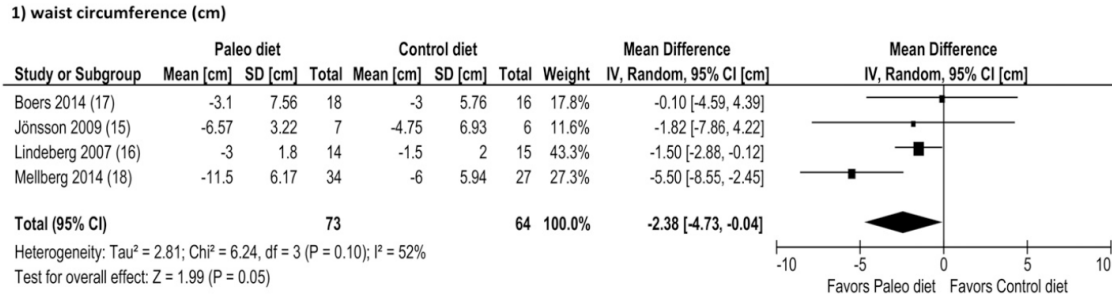 1) waist circumference (cm)
Paleo diet Control diet Mean Difference Mean Difference
Study or Subgroup Mean [cm] SD [cm] Total Mean [cm] SD [cm] Total Weight IV, Random, 95% CI [cm] IV, Random, 95% CI [cm]
Boers 2014 (17) -3.1 7.56 18 -3 5.76 16 17.8% -0.10 [-4.59, 4.39]
Jönsson 2009 (15) -6.57 3.22 7 -4.75 6.93 6 11.6% -1.82 [-7.86, 4.22]
Lindeberg 2007 (16) -3 1.8 14 -1.5 2 15 43.3% -1.50 [-2.88, -0.12]
Mellberg 2014 (18) -11.5 6.17 34 -6 5.94 27 27.3% -5.50 [-8.55, -2.45]
Total (95% CI) 73 64 100.0% -2.38 [-4.73, -0.04]
Heterogeneity: Tau² = 2.81; Chi² = 6.24, df = 3 (P = 0.10); I² = 52%
Test for overall effect: Z = 1.99 (P = 0.05)
-10 -5 0 5 10
Favors Paleo diet Favors Control diet